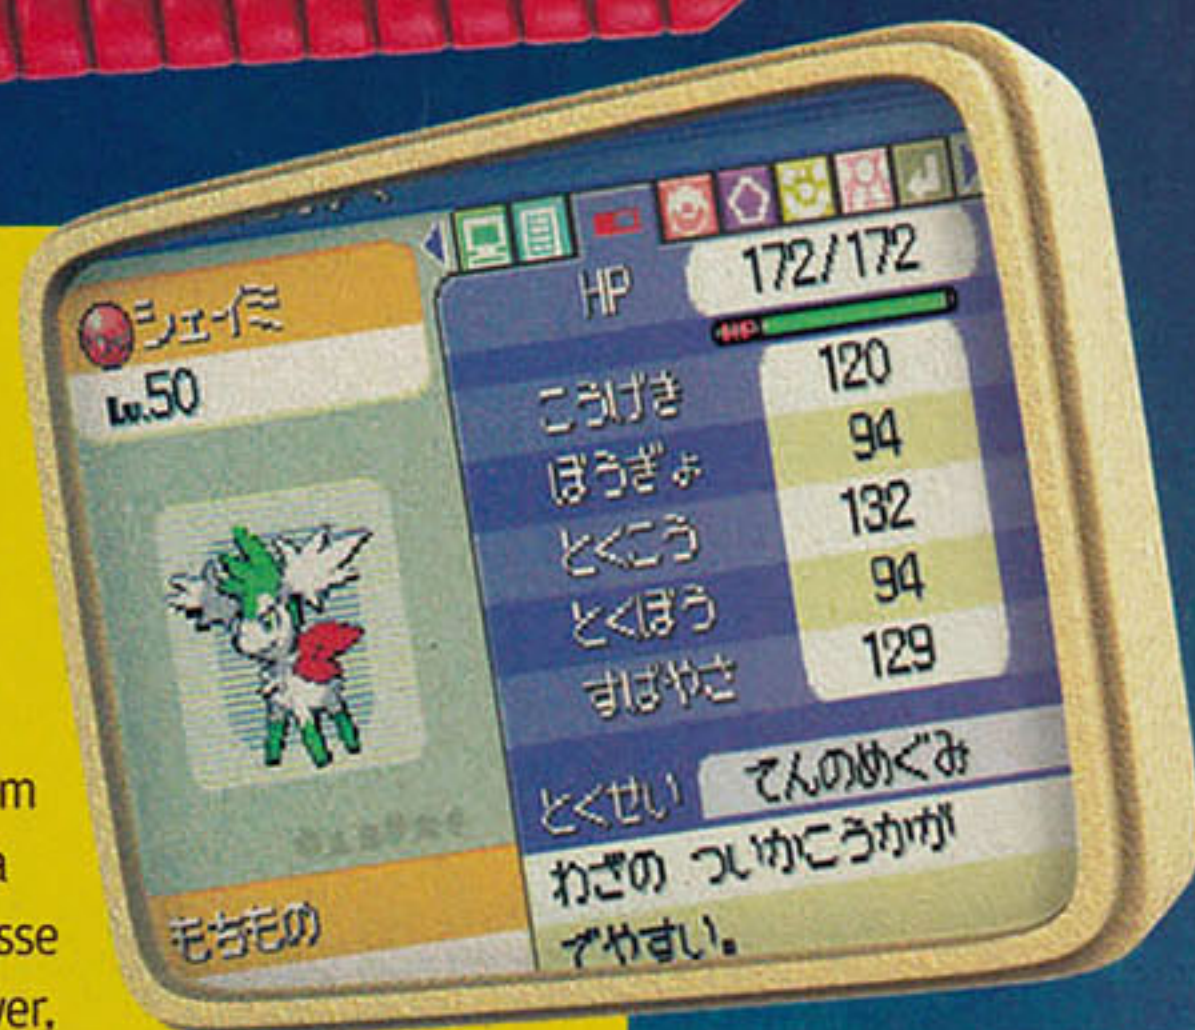 シェイミ
Lv.50
HP 172/172
HP
こうげき 120
ぼうぎょ 94
とくこう 132
とくぼう 94
すばやさ 129
とくせい てんのめぐみ
わざの ついかこうかが
でやすい。
もちもの
m
a
sse
ver,